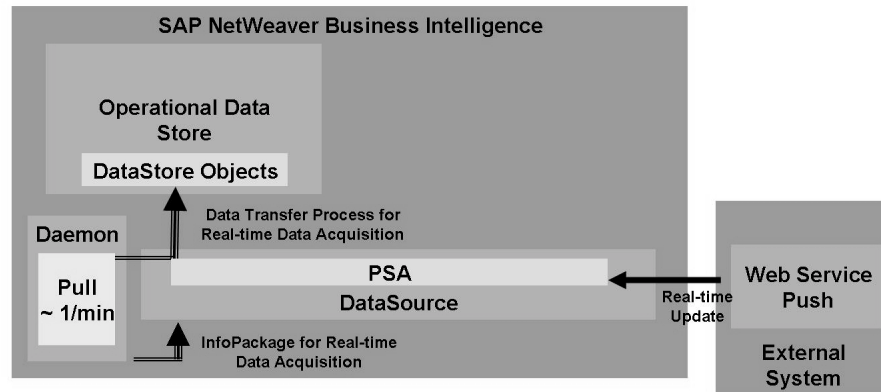 SAP NetWeaver Business Intelligence
Operational Data
Store
DataStore Objects
Data Transfer Process for
Real-time Data Acquisition
Daemon
Pull
~ 1/min
PSA
DataSource
InfoPackage for Real-time
Data Acquisition
Real-time
Update
Web Service
Push
External
System